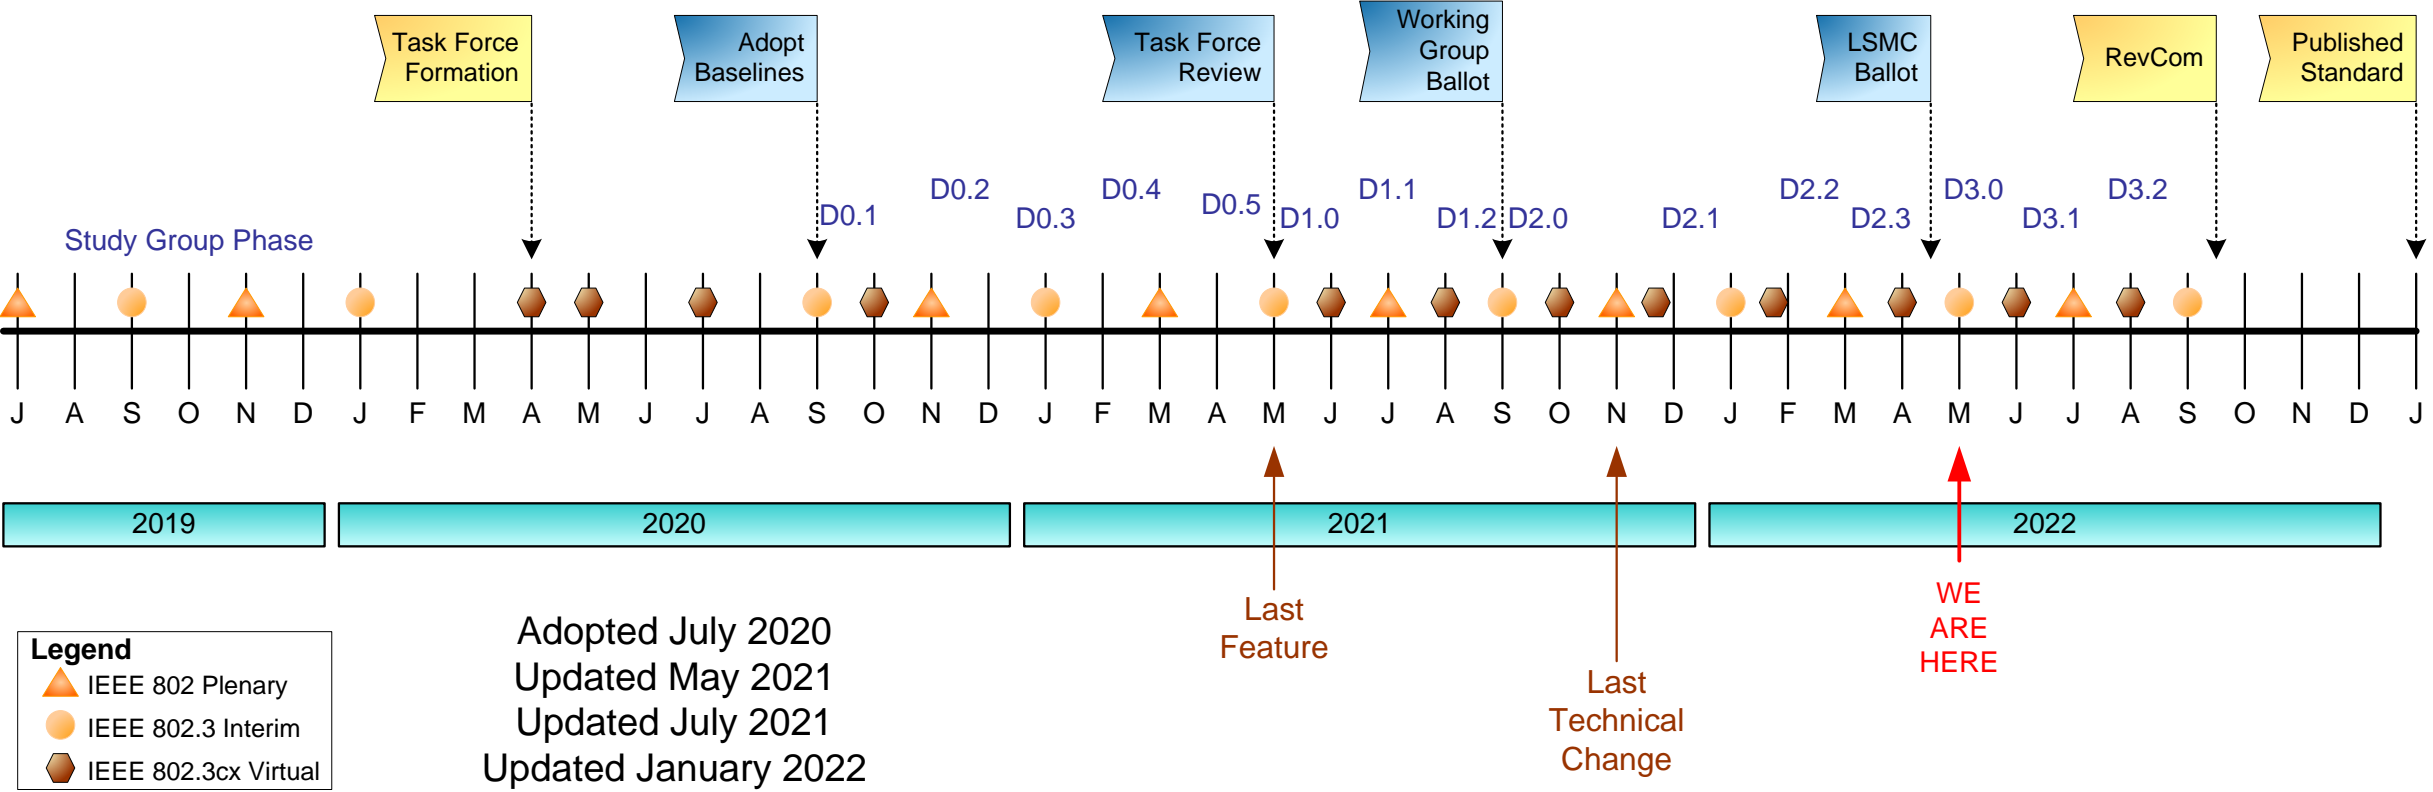 Task Force
Formation
Adopt
Baselines
Task Force
Review
Working
Group
Ballot
LSMC
Ballot
RevCom
Published
Standard
Study Group Phase
D0.1
D0.2
D0.3
D0.4
D0.5
D1.0
D1.1
D1.2
D2.0
D2.1
D2.2
D2.3
D3.0
D3.1
D3.2
J A S O N D J F M A M J J A S O N D J F M A M J J A S O N D J F M A M J J A S O N D J
2019 2020 2021 2022
Last
Feature
Last
Technical
Change
WE
ARE
HERE
Adopted July 2020
Updated May 2021
Updated July 2021
Updated January 2022
Legend
IEEE 802 Plenary
IEEE 802.3 Interim
IEEE 802.3cx Virtual